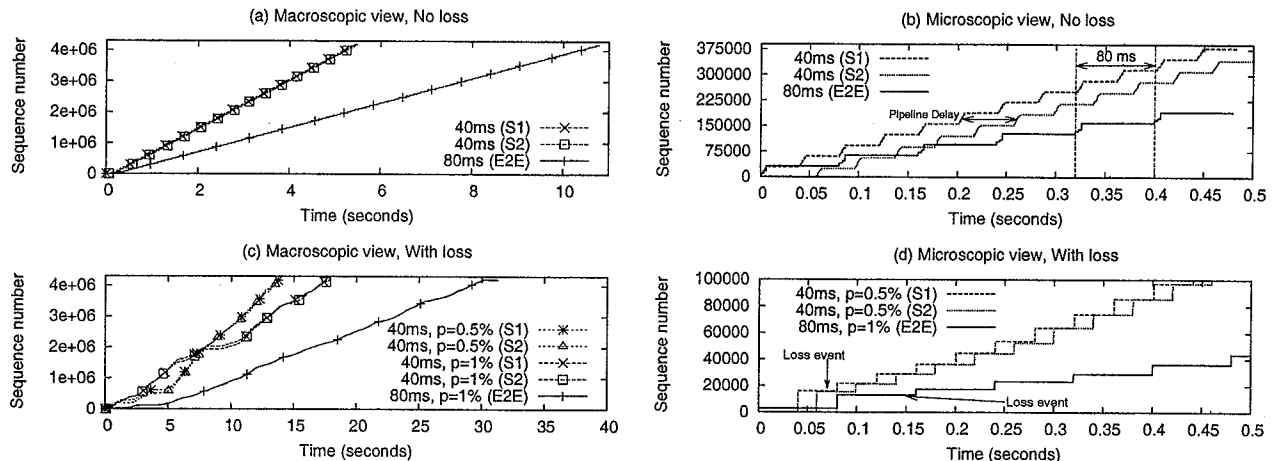 (a) Macroscopic view, No loss
Sequence number
4e+06
3e+06
2e+06
1e+06
0
40ms (S1)
40ms (S2)
80ms (E2E)
0 2 4 6 8 10
Time (seconds)
(b) Microscopic view, No loss
Sequence number
375000
300000
225000
150000
75000
0
40ms (S1)
40ms (S2)
80ms (E2E)
80 ms
Pipeline Delay
0 0.05 0.1 0.15 0.2 0.25 0.3 0.35 0.4 0.45 0.5
Time (seconds)
(c) Macroscopic view, With loss
Sequence number
4e+06
3e+06
2e+06
1e+06
0
40ms, p=0.5% (S1)
40ms, p=0.5% (S2)
40ms, p=1% (S1)
40ms, p=1% (S2)
80ms, p=1% (E2E)
0 5 10 15 20 25 30 35 40
Time (seconds)
(d) Microscopic view, With loss
Sequence number
100000
80000
60000
40000
20000
0
40ms, p=0.5% (S1)
40ms, p=0.5% (S2)
80ms, p=1% (E2E)
Loss event
Loss event
0 0.05 0.1 0.15 0.2 0.25 0.3 0.35 0.4 0.45 0.5
Time (seconds)